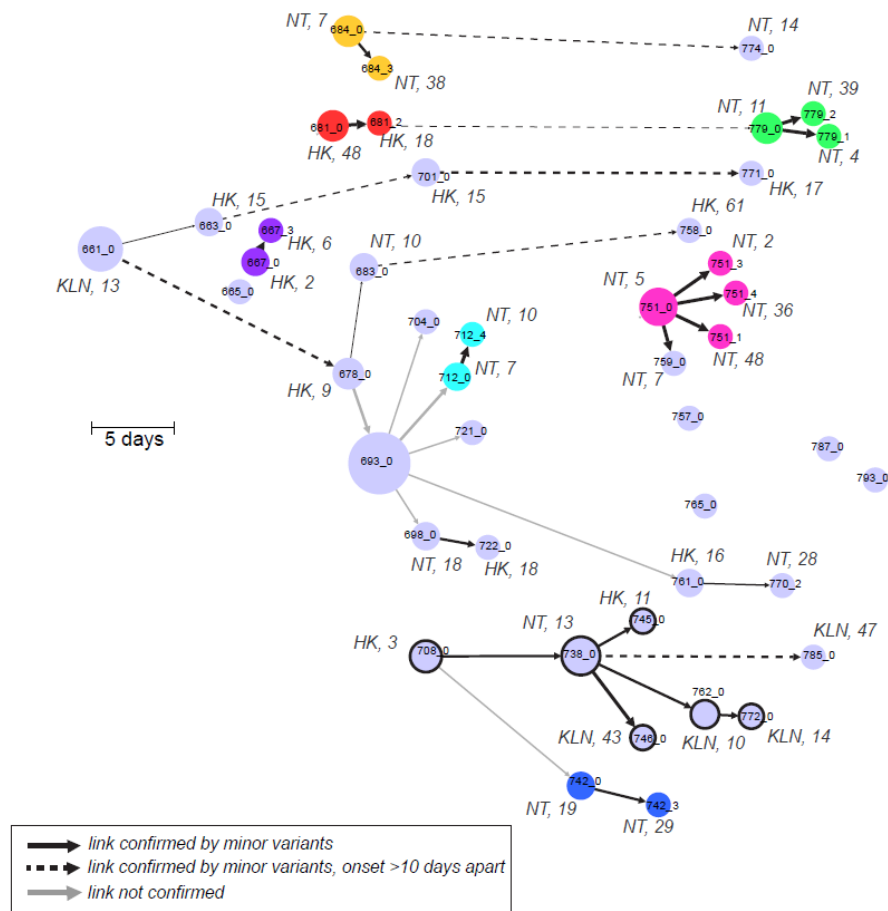 NT, 7
684_0
684_3
NT, 38
NT, 14
774_0
NT, 39
NT, 11
779_2
779_0
779_1
NT, 4
681_0
681_2
HK, 18
HK, 48
HK, 15
701_0
HK, 15
771_0
HK, 17
663_0
661_0
KLN, 13
667_3
HK, 6
667_0
HK, 2
665_0
NT, 10
683_0
HK, 61
758_0
NT, 2
751_3
NT, 5
751_4
751_0
NT, 36
751_1
NT, 48
759_0
NT, 7
704_0
NT, 10
712_4
712_0
NT, 7
678_0
HK, 9
5 days
721_0
693_0
757_0
787_0
793_0
765_0
698_0
NT, 18
722_0
HK, 18
HK, 16
761_0
NT, 28
770_2
HK, 3
708_0
NT, 13
738_0
HK, 11
745_0
KLN, 47
785_0
762_0
KLN, 43
746_0
KLN, 10
772_0
KLN, 14
742_0
NT, 19
742_3
NT, 29
link confirmed by minor variants
link confirmed by minor variants, onset >10 days apart
link not confirmed